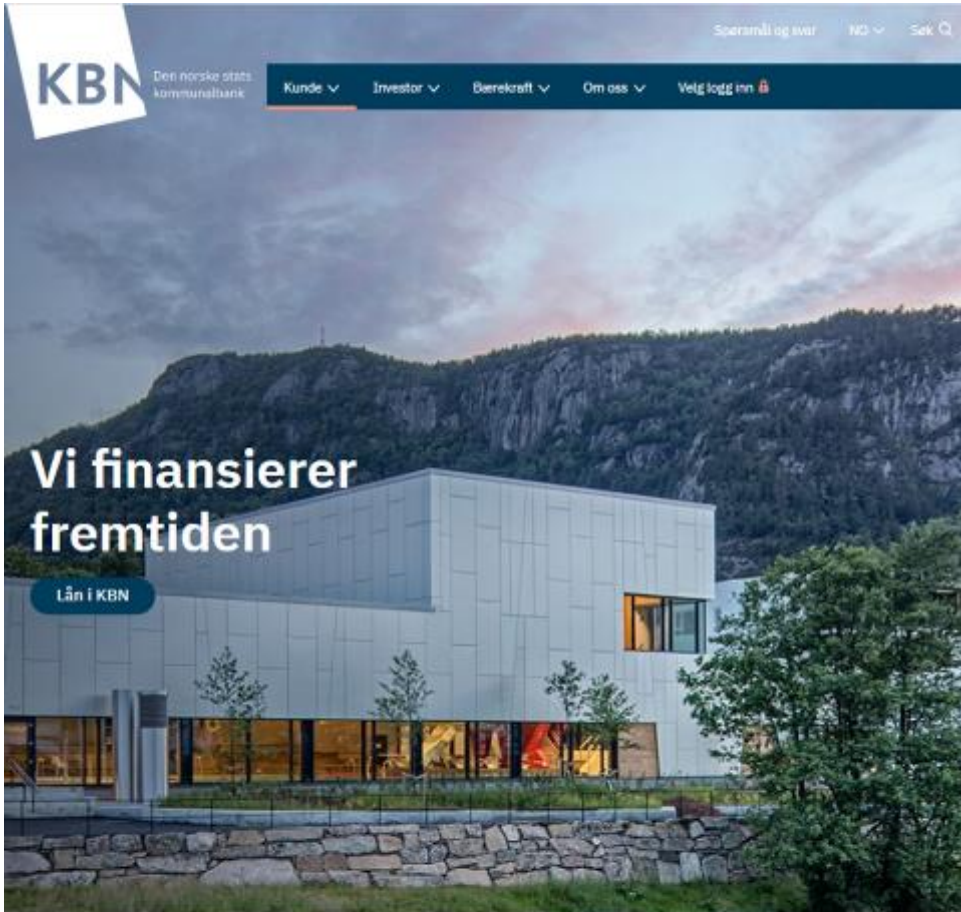 Spørsmål og svar NO Søk
KBN
Den norske stats
kommunalbank
Kunde Investor Bærekraft Om oss Velg logg inn
Vi finansierer
fremtiden
Lån i KBN